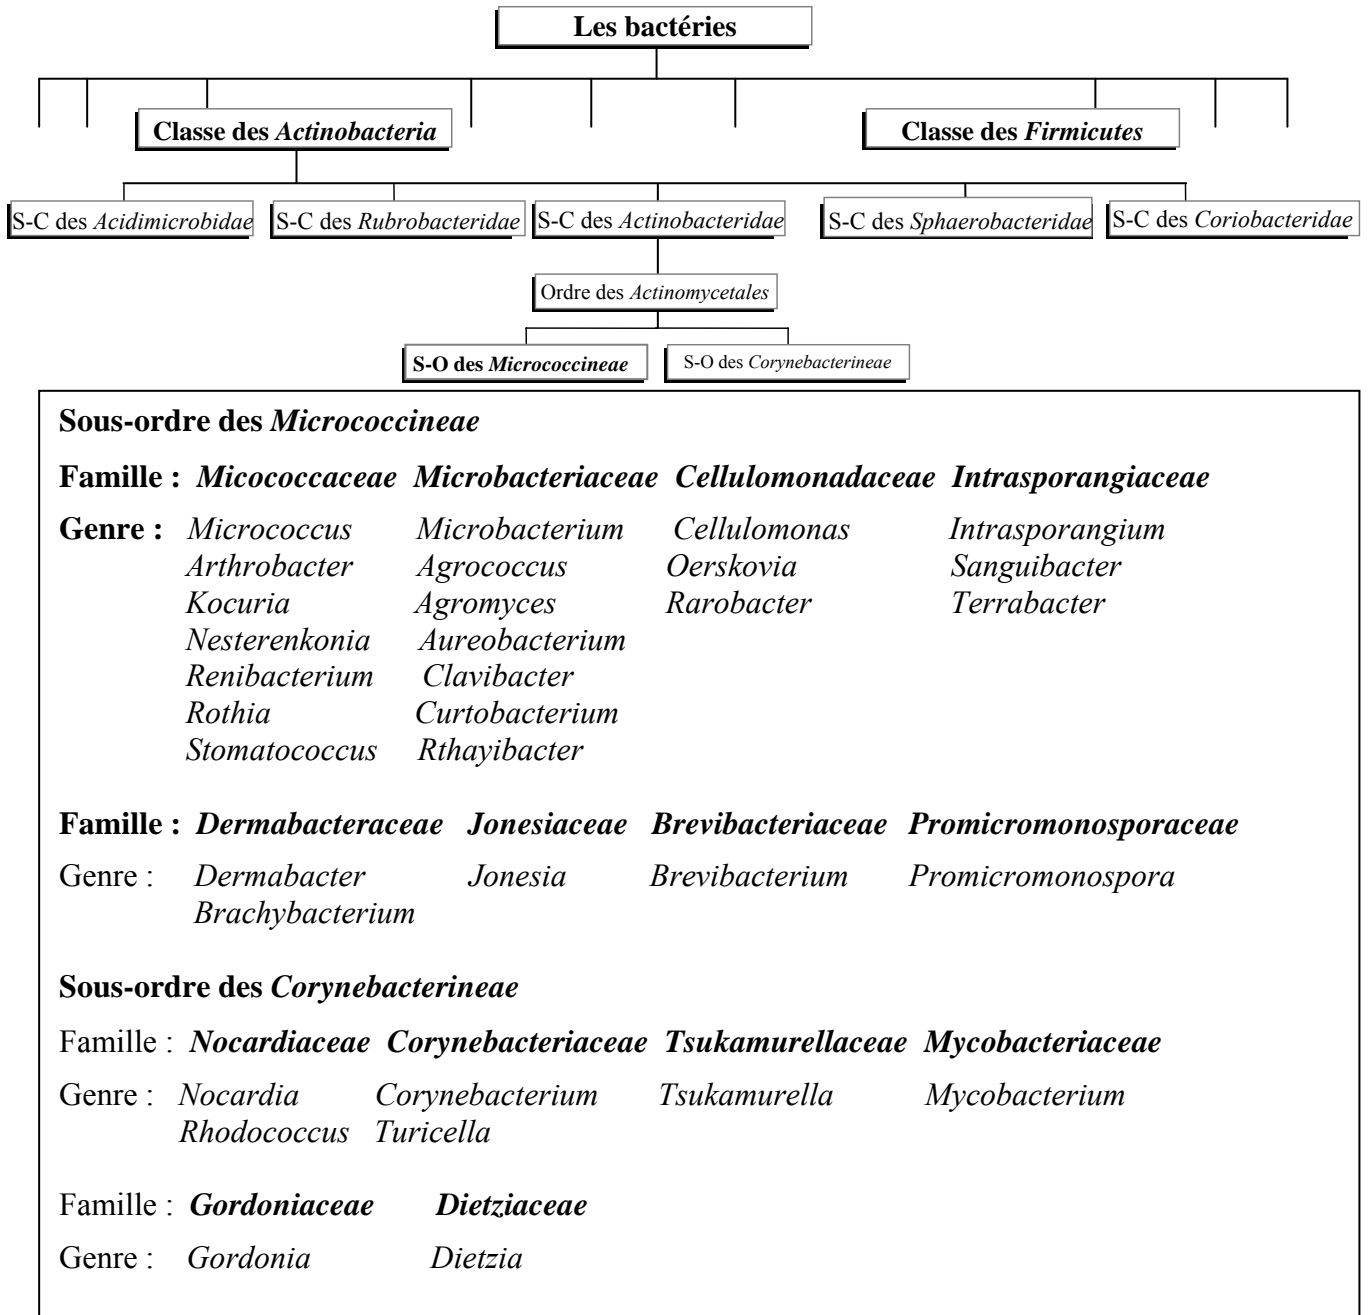 Les bactéries
Classe des Actinobacteria Classe des Firmicutes
S-C des Acidimicrobidae S-C des Rubrobacteridae S-C des Actinobacteridae S-C des Sphaerobacteridae S-C des Coriobacteridae
Ordre des Actinomycetales
S-O des Micrococcineae S-O des Corynebacterineae
Sous-ordre des Micrococcineae
Famille : Micococcaceae Microbacteriaceae Cellulomonadaceae Intrasporangiaceae
Genre : Micrococcus Microbacterium Cellulomonas Intrasporangium
Arthrobacter Agrococcus Oerskovia Sanguibacter
Kocuria Agromyces Rarobacter Terrabacter
Nesterenkonia Aureobacterium
Renibacterium Clavibacter
Rothia Curtobacterium
Stomatococcus Rthayibacter
Famille : Dermabacteraceae Jonesiaceae Brevibacteriaceae Promicromonosporaceae
Genre : Dermabacter Jonesia Brevibacterium Promicromonospora
Brachybacterium
Sous-ordre des Corynebacterineae
Famille : Nocardiaceae Corynebacteriaceae Tsukamurellaceae Mycobacteriaceae
Genre : Nocardia Corynebacterium Tsukamurella Mycobacterium
Rhodococcus Turicella
Famille : Gordoniaceae Dietziaceae
Genre : Gordonia Dietzia